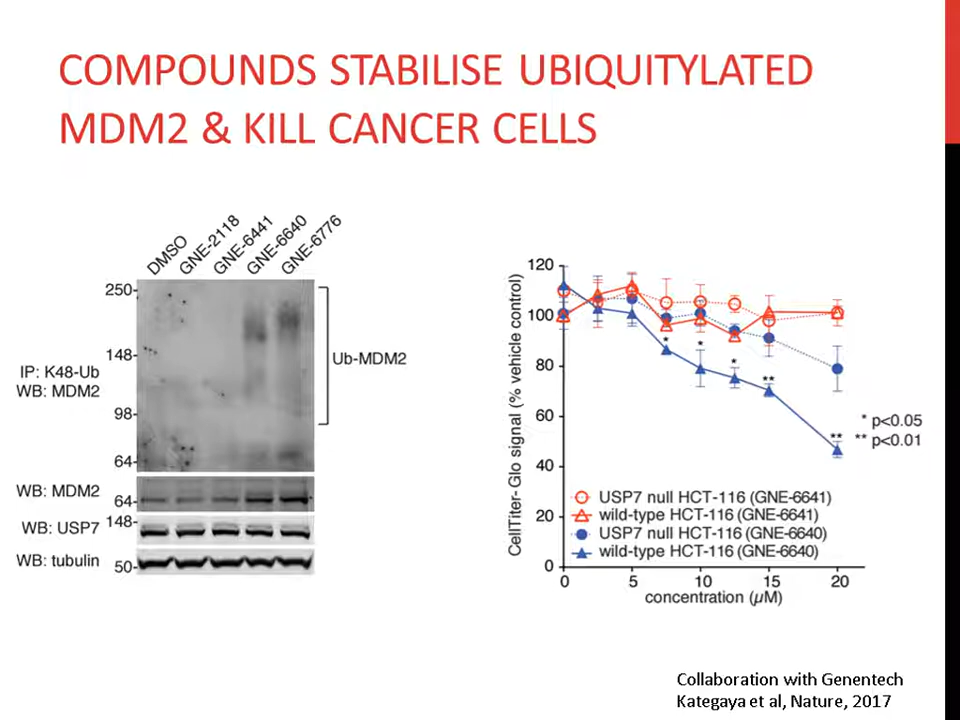 COMPOUNDS STABILISE UBIQUITYLATED
MDM2 & KILL CANCER CELLS
DMSO
GNE-2118
GNE-6441
GNE-6640
GNE-6776
250-
148-
98-
64-
IP: K48-Ub
WB: MDM2
Ub-MDM2
WB: MDM2
64-
148-
WB: USP7
WB: tubulin
50-
CellTiter- Glo signal (% vehicle control)
120
100
80
60
40
20
0
*
*
*
**
**
* p<0.05
** p<0.01
USP7 null HCT-116 (GNE-6641)
wild-type HCT-116 (GNE-6641)
USP7 null HCT-116 (GNE-6640)
wild-type HCT-116 (GNE-6640)
0 5 10 15 20
concentration (µM)
Collaboration with Genentech
Kategaya et al, Nature, 2017